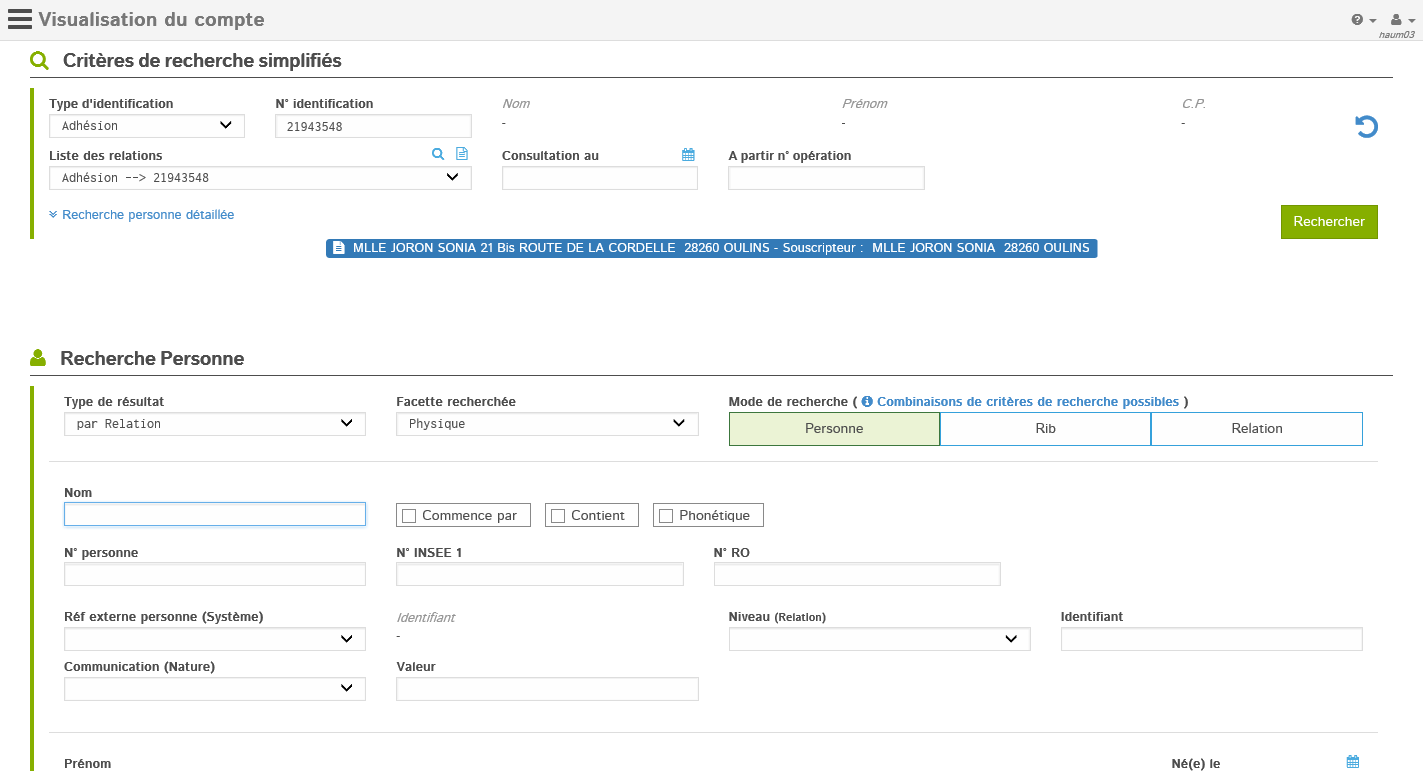 Visualisation du compte
haum03
Critères de recherche simplifiés
Type d'identification N° identification Nom Prénom C.P.
Adhésion 21943548 - - -
Liste des relations Consultation au A partir n° opération
Adhésion --> 21943548
Recherche personne détaillée
Rechercher
MLLE JORON SONIA 21 Bis ROUTE DE LA CORDELLE 28260 OULINS - Souscripteur : MLLE JORON SONIA 28260 OULINS
Recherche Personne
Type de résultat Facette recherchée Mode de recherche ( Combinaisons de critères de recherche possibles )
par Relation Physique Personne Rib Relation
Nom
Commence par Contient Phonétique
N° personne N° INSEE 1 N° RO
Réf externe personne (Système) Identifiant Niveau (Relation) Identifiant
-
Communication (Nature) Valeur
Prénom Né(e) le